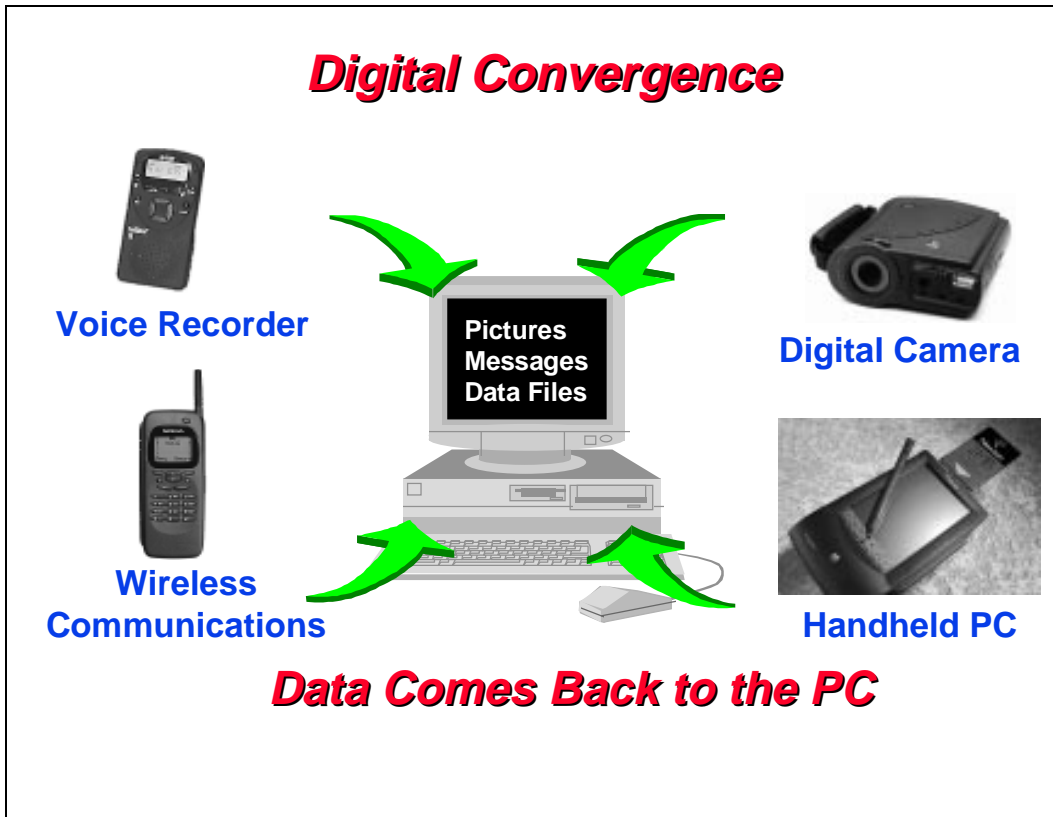 Digital Convergence
Voice Recorder
Pictures
Messages
Data Files
Digital Camera
Wireless
Communications
Handheld PC
Data Comes Back to the PC